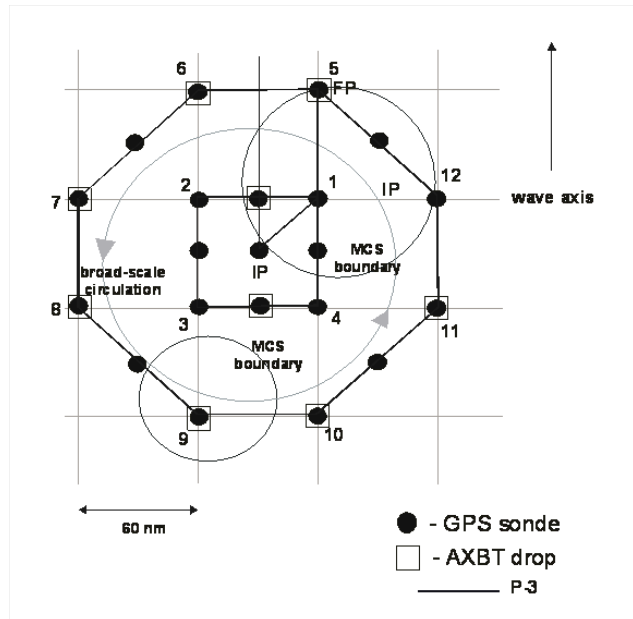 6
5
FP
2
1
IP
12
7
wave axis
IP
MCS
boundary
broad-scale
circulation
8
3
4
11
MCS
boundary
9
10
60 nm
- GPS sonde
- AXBT drop
P-3